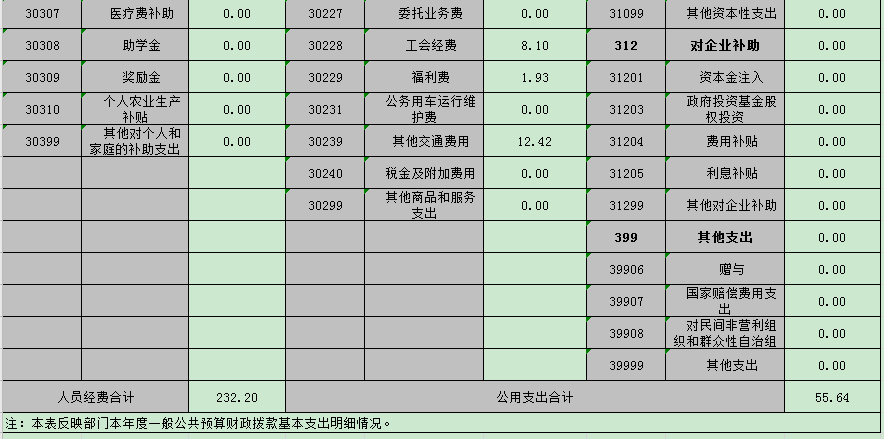 30307 医疗费补助 0.00 30227 委托业务费 0.00 31099 其他资本性支出 0.00
30308 助学金 0.00 30228 工会经费 8.10 312 对企业补助 0.00
30309 奖励金 0.00 30229 福利费 1.93 31201 资本金注入 0.00
30310 个人农业生产补贴 0.00 30231 公务用车运行维护费 0.00 31203 政府投资基金股权投资 0.00
30399 其他对个人和家庭的补助支出 0.00 30239 其他交通费用 12.42 31204 费用补贴 0.00
30240 税金及附加费用 0.00 31205 利息补贴 0.00
30299 其他商品和服务支出 0.00 31299 其他对企业补助 0.00
399 其他支出 0.00
39906 赠与 0.00
39907 国家赔偿费用支出 0.00
39908 对民间非营利组织和群众性自治组 0.00
39999 其他支出 0.00
人员经费合计 232.20 公用支出合计 55.64
注：本表反映部门本年度一般公共预算财政拨款基本支出明细情况。